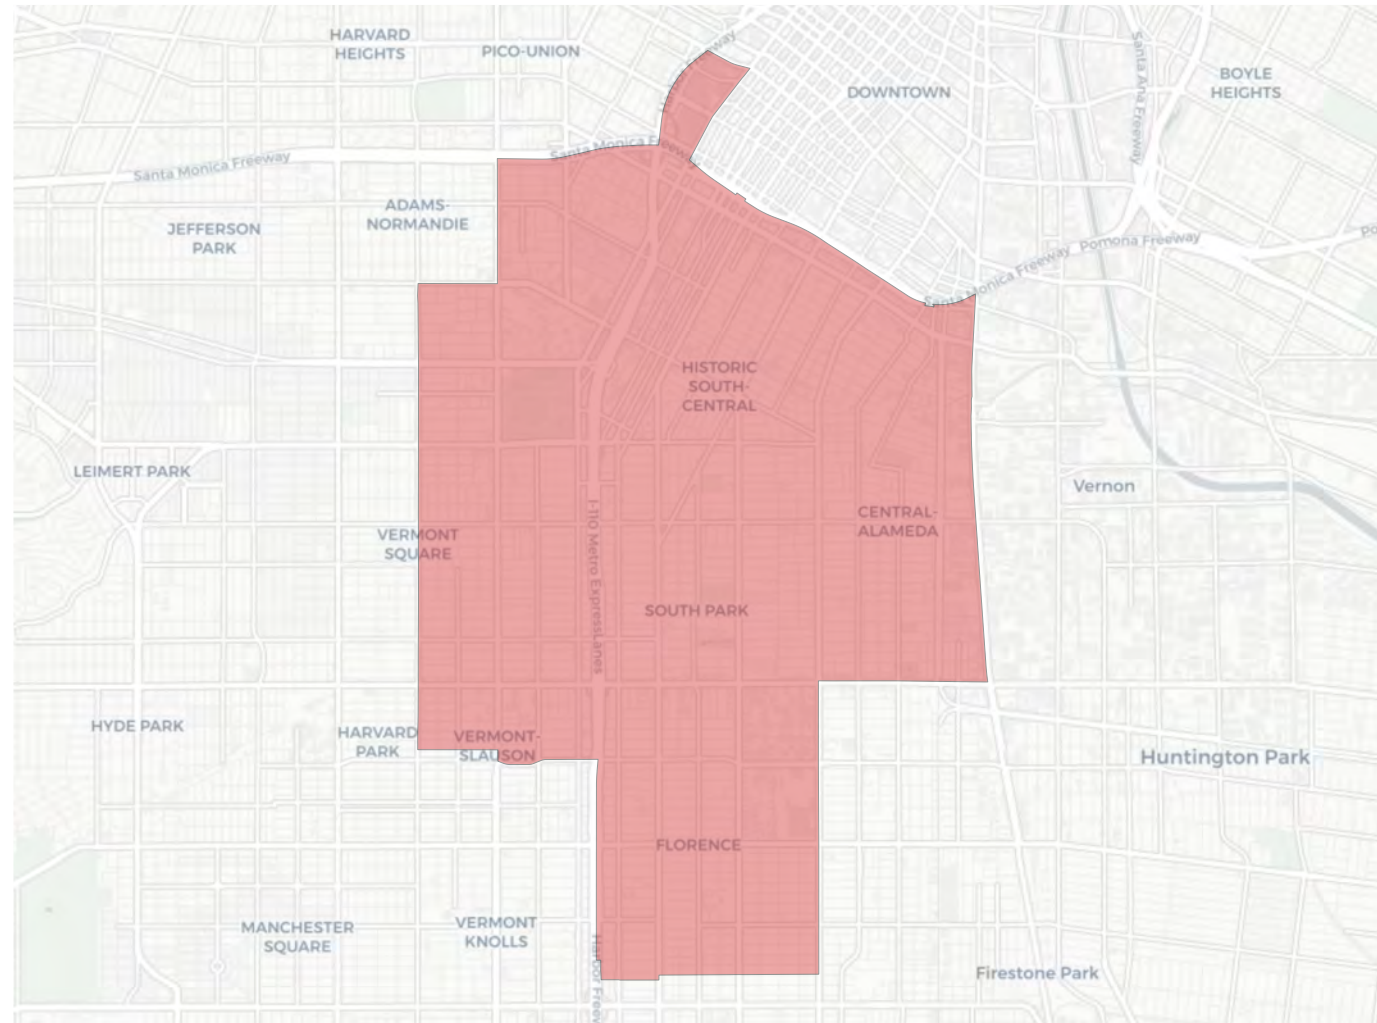 HARVARD
HEIGHTS
PICO-UNION
DOWNTOWN
BOYLE
HEIGHTS
Santa Ana Freeway
Santa Monica Freeway
Santa Monica Freeway
ADAMS-
NORMANDIE
JEFFERSON
PARK
Pomona Freeway
Santa Monica Freeway
HISTORIC
SOUTH-
CENTRAL
LEIMERT PARK
Vernon
CENTRAL-
ALAMEDA
VERMONT
SQUARE
I-110 Metro ExpressLanes
SOUTH PARK
HYDE PARK
HARVARD
PARK
VERMONT-
SLAUSON
Huntington Park
FLORENCE
MANCHESTER
SQUARE
VERMONT
KNOLLS
Firestone Park